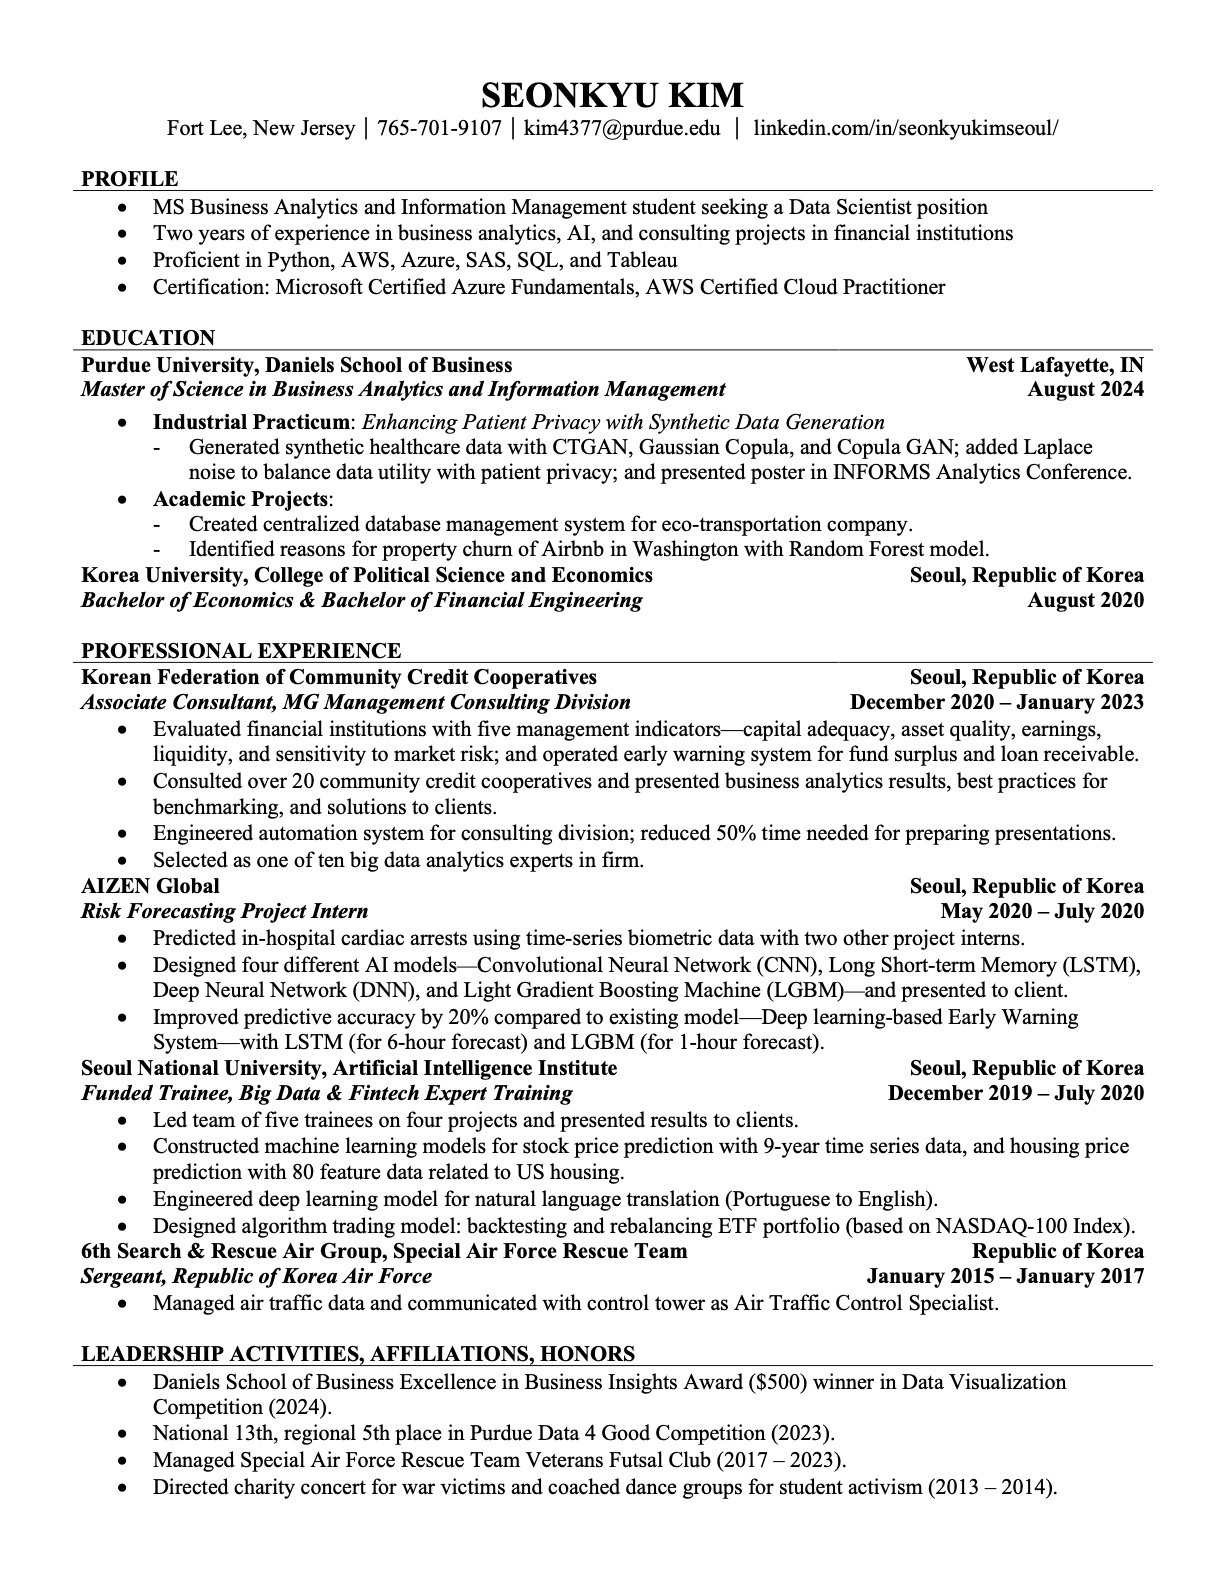 SEONKYU KIM
Fort Lee, New Jersey | 765-701-9107 | kim4377@purdue.edu | linkedin.com/in/seonkyukimseoul/
PROFILE
• MS Business Analytics and Information Management student seeking a Data Scientist position
• Two years of experience in business analytics, AI, and consulting projects in financial institutions
• Proficient in Python, AWS, Azure, SAS, SQL, and Tableau
• Certification: Microsoft Certified Azure Fundamentals, AWS Certified Cloud Practitioner
EDUCATION
Purdue University, Daniels School of Business West Lafayette, IN
Master of Science in Business Analytics and Information Management August 2024
• Industrial Practicum: Enhancing Patient Privacy with Synthetic Data Generation
- Generated synthetic healthcare data with CTGAN, Gaussian Copula, and Copula GAN; added Laplace
noise to balance data utility with patient privacy; and presented poster in INFORMS Analytics Conference.
• Academic Projects:
- Created centralized database management system for eco-transportation company.
- Identified reasons for property churn of Airbnb in Washington with Random Forest model.
Korea University, College of Political Science and Economics Seoul, Republic of Korea
Bachelor of Economics & Bachelor of Financial Engineering August 2020
PROFESSIONAL EXPERIENCE
Korean Federation of Community Credit Cooperatives Seoul, Republic of Korea
Associate Consultant, MG Management Consulting Division December 2020 – January 2023
• Evaluated financial institutions with five management indicators—capital adequacy, asset quality, earnings,
liquidity, and sensitivity to market risk; and operated early warning system for fund surplus and loan receivable.
• Consulted over 20 community credit cooperatives and presented business analytics results, best practices for
benchmarking, and solutions to clients.
• Engineered automation system for consulting division; reduced 50% time needed for preparing presentations.
• Selected as one of ten big data analytics experts in firm.
AIZEN Global Seoul, Republic of Korea
Risk Forecasting Project Intern May 2020 – July 2020
• Predicted in-hospital cardiac arrests using time-series biometric data with two other project interns.
• Designed four different AI models—Convolutional Neural Network (CNN), Long Short-term Memory (LSTM),
Deep Neural Network (DNN), and Light Gradient Boosting Machine (LGBM)—and presented to client.
• Improved predictive accuracy by 20% compared to existing model—Deep learning-based Early Warning
System—with LSTM (for 6-hour forecast) and LGBM (for 1-hour forecast).
Seoul National University, Artificial Intelligence Institute Seoul, Republic of Korea
Funded Trainee, Big Data & Fintech Expert Training December 2019 – July 2020
• Led team of five trainees on four projects and presented results to clients.
• Constructed machine learning models for stock price prediction with 9-year time series data, and housing price
prediction with 80 feature data related to US housing.
• Engineered deep learning model for natural language translation (Portuguese to English).
• Designed algorithm trading model: backtesting and rebalancing ETF portfolio (based on NASDAQ-100 Index).
6th Search & Rescue Air Group, Special Air Force Rescue Team Republic of Korea
Sergeant, Republic of Korea Air Force January 2015 – January 2017
• Managed air traffic data and communicated with control tower as Air Traffic Control Specialist.
LEADERSHIP ACTIVITIES, AFFILIATIONS, HONORS
• Daniels School of Business Excellence in Business Insights Award ($500) winner in Data Visualization
Competition (2024).
• National 13th, regional 5th place in Purdue Data 4 Good Competition (2023).
• Managed Special Air Force Rescue Team Veterans Futsal Club (2017 – 2023).
• Directed charity concert for war victims and coached dance groups for student activism (2013 – 2014).